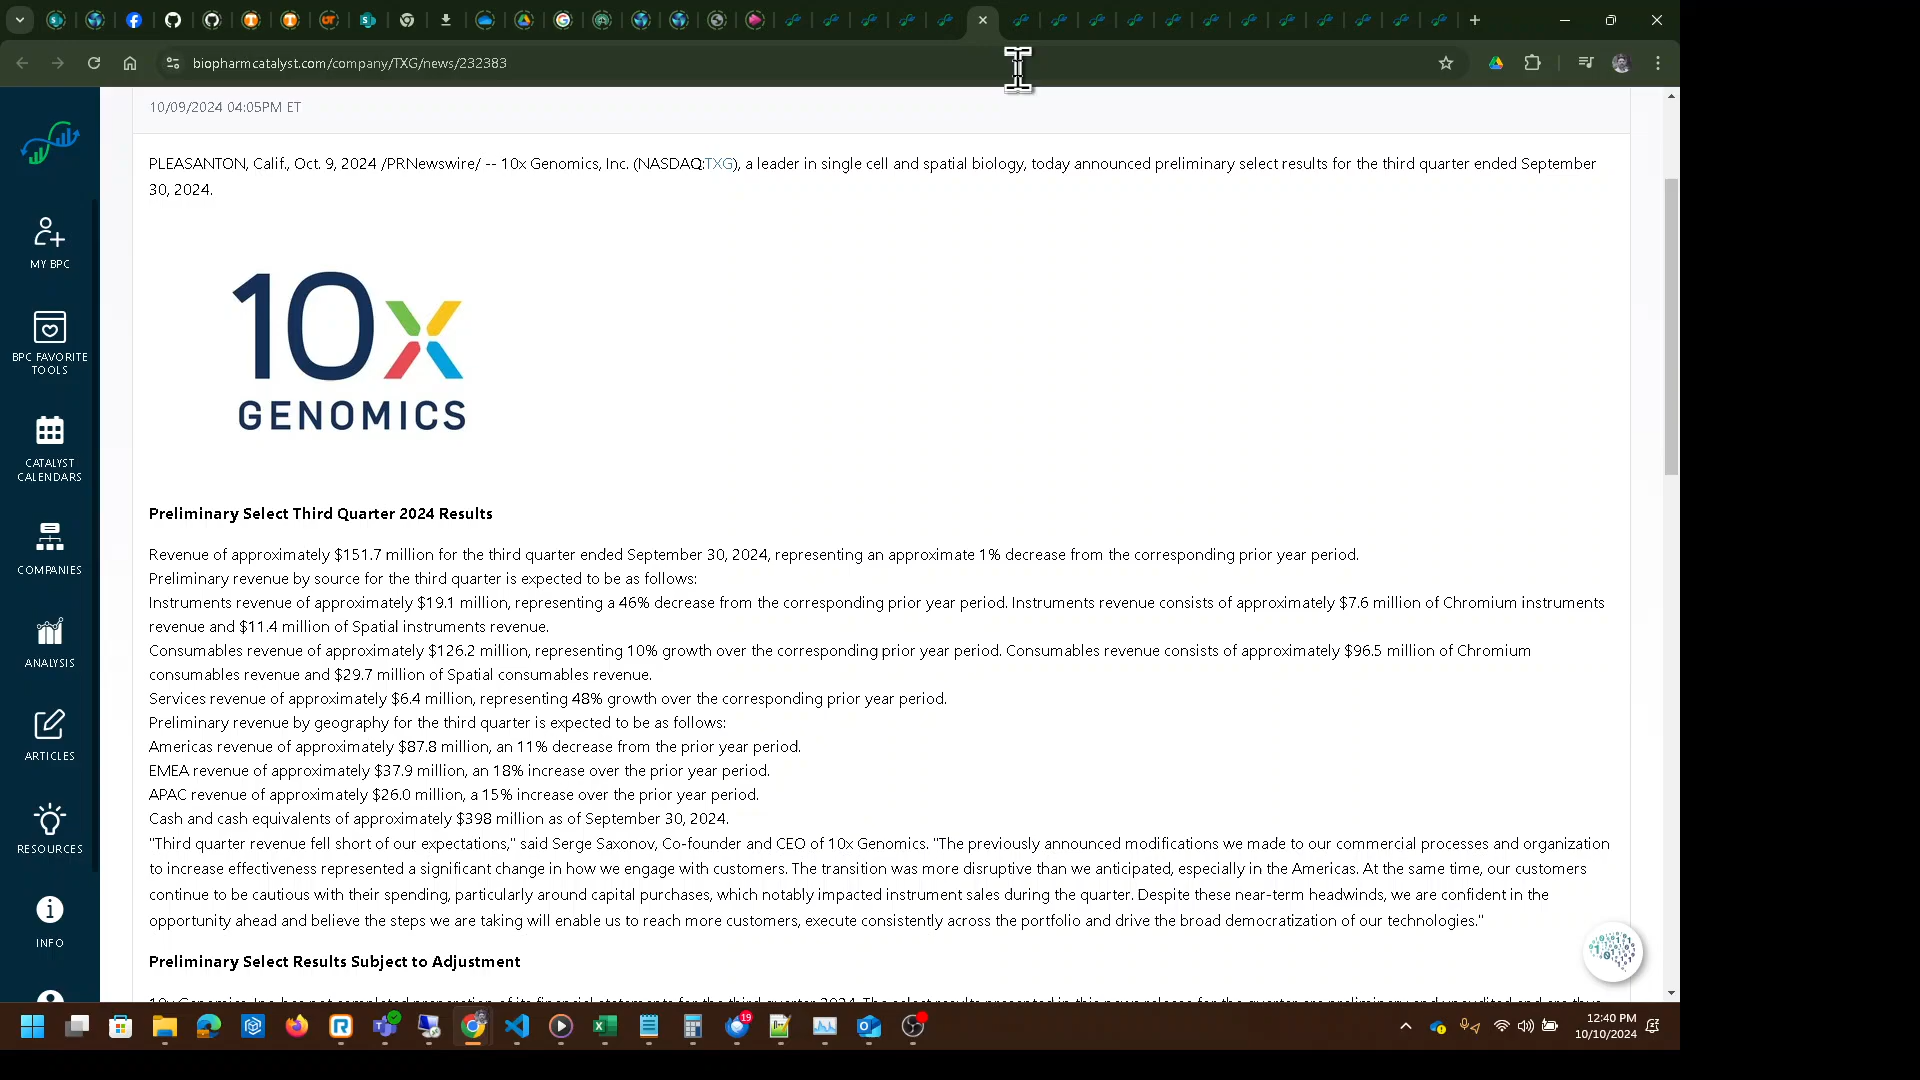 biopharmcatalyst.com/company/TXG/news/232383
10/09/2024 04:05PM ET
PLEASANTON, Calif., Oct. 9, 2024 /PRNewswire/ -- 10x Genomics, Inc. (NASDAQ:TXG), a leader in single cell and spatial biology, today announced preliminary select results for the third quarter ended September
30, 2024.
10x
GENOMICS
MY BPC
BPC FAVORITE
TOOLS
CATALYST
CALENDARS
COMPANIES
ANALYSIS
ARTICLES
RESOURCES
INFO
Preliminary Select Third Quarter 2024 Results
Revenue of approximately $151.7 million for the third quarter ended September 30, 2024, representing an approximate 1% decrease from the corresponding prior year period.
Preliminary revenue by source for the third quarter is expected to be as follows:
Instruments revenue of approximately $19.1 million, representing a 46% decrease from the corresponding prior year period. Instruments revenue consists of approximately $7.6 million of Chromium instruments
revenue and $11.4 million of Spatial instruments revenue.
Consumables revenue of approximately $126.2 million, representing 10% growth over the corresponding prior year period. Consumables revenue consists of approximately $96.5 million of Chromium
consumables revenue and $29.7 million of Spatial consumables revenue.
Services revenue of approximately $6.4 million, representing 48% growth over the corresponding prior year period.
Preliminary revenue by geography for the third quarter is expected to be as follows:
Americas revenue of approximately $87.8 million, an 11% decrease from the prior year period.
EMEA revenue of approximately $37.9 million, an 18% increase over the prior year period.
APAC revenue of approximately $26.0 million, a 15% increase over the prior year period.
Cash and cash equivalents of approximately $398 million as of September 30, 2024.
"Third quarter revenue fell short of our expectations," said Serge Saxonov, Co-founder and CEO of 10x Genomics. "The previously announced modifications we made to our commercial processes and organization
to increase effectiveness represented a significant change in how we engage with customers. The transition was more disruptive than we anticipated, especially in the Americas. At the same time, our customers
continue to be cautious with their spending, particularly around capital purchases, which notably impacted instrument sales during the quarter. Despite these near-term headwinds, we are confident in the
opportunity ahead and believe the steps we are taking will enable us to reach more customers, execute consistently across the portfolio and drive the broad democratization of our technologies."
Preliminary Select Results Subject to Adjustment
19
12:40 PM
10/10/2024